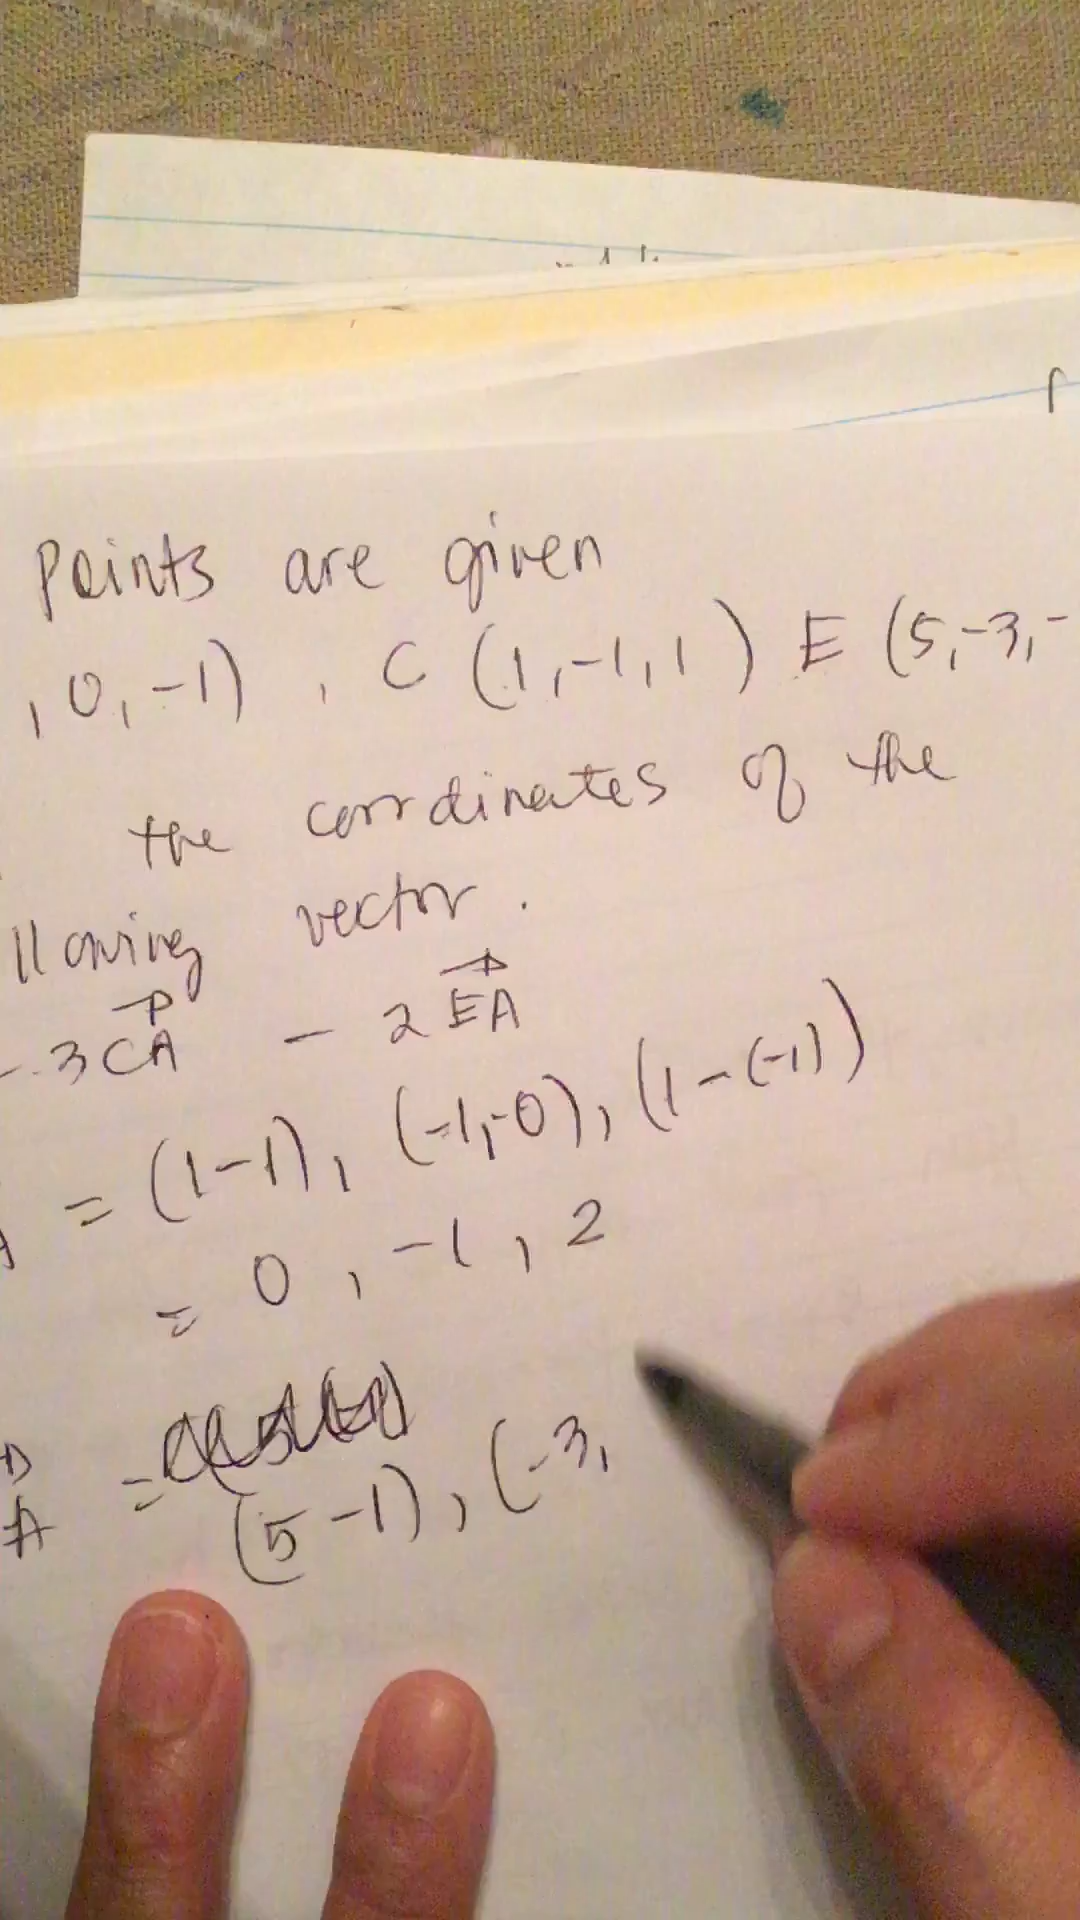 Points are given
, 0, -1) , C (1, -1, 1) E (5, -3, -
the coordinates of the
llowing vector.
- 3 CA - 2 EA
= (1-1), (-1,-0), (1-(-1))
= 0, -1, 2
A = (5-1), (-3,